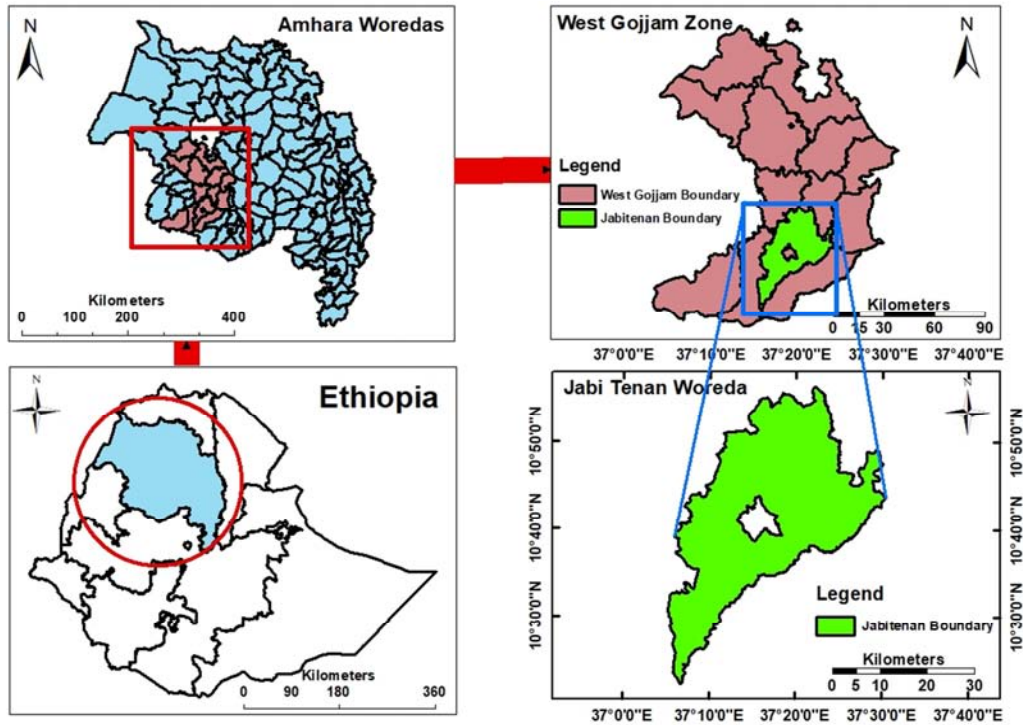 N
Amhara Woredas
Kilometers
0 100 200 400
West Gojjam Zone
N
Legend
West Gojjam Boundary
Jabitenan Boundary
Kilometers
0 15 30 60 90
N
Ethiopia
Kilometers
0 90 180 360
37°0'0"E 37°10'0"E 37°20'0"E 37°30'0"E 37°40'0"E
Jabi Tenan Woreda
N
10°50'0"N
10°40'0"N
10°30'0"N
10°50'0"N
10°40'0"N
10°30'0"N
Legend
Jabitenan Boundary
Kilometers
0 5 10 20 30
37°0'0"E 37°10'0"E 37°20'0"E 37°30'0"E 37°40'0"E